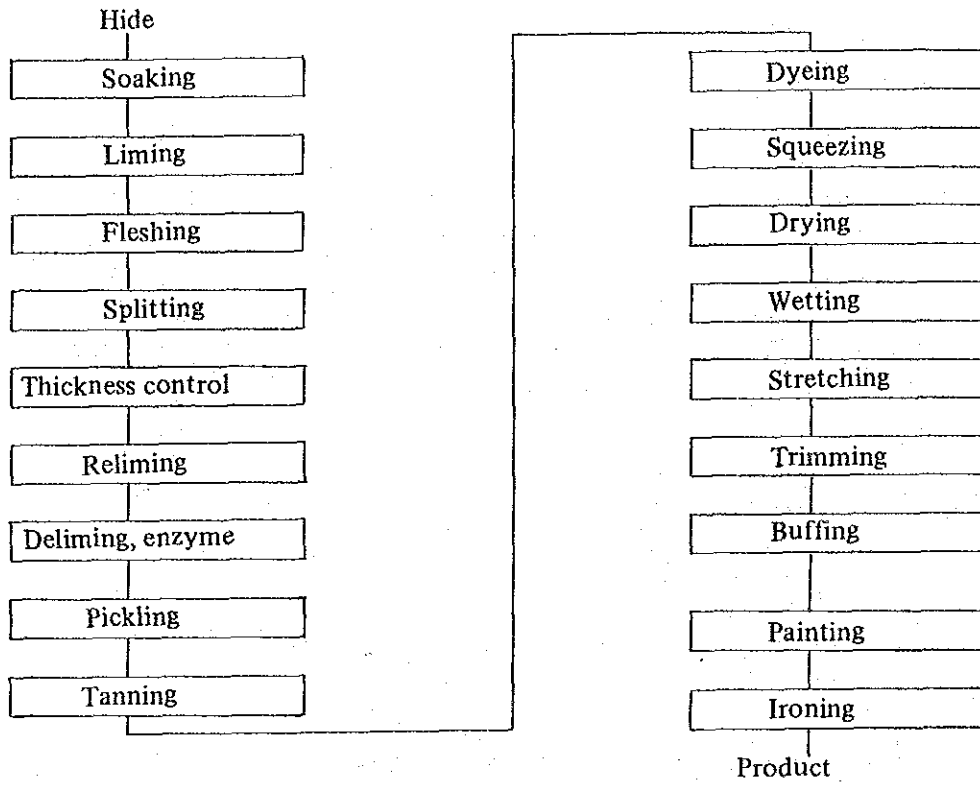 Hide
Soaking
Liming
Fleshing
Splitting
Thickness control
Reliming
Deliming, enzyme
Pickling
Tanning
Dyeing
Squeezing
Drying
Wetting
Stretching
Trimming
Buffing
Painting
Ironing
Product